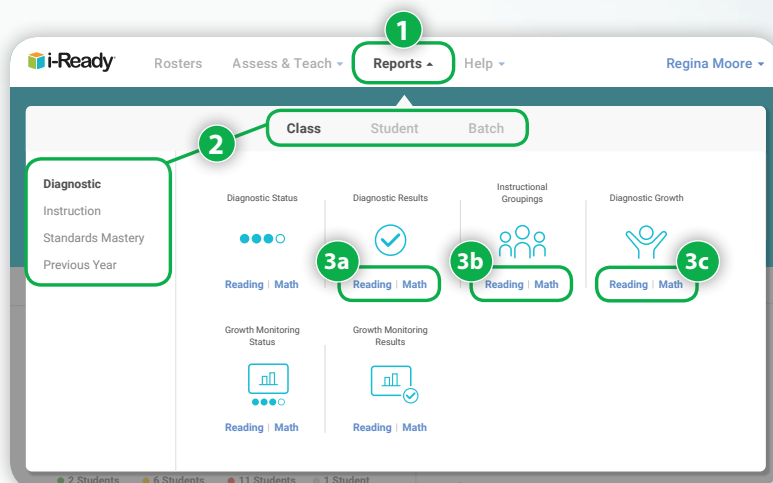 1
i-Ready
Rosters Assess & Teach Reports Help Regina Moore
2
Class Student Batch
Diagnostic
Instruction
Standards Mastery
Previous Year
Diagnostic Status
Diagnostic Results
Instructional
Groupings
Diagnostic Growth
3a
3b
3c
Reading | Math
Reading | Math
Reading | Math
Reading | Math
Growth Monitoring
Status
Growth Monitoring
Results
Reading | Math
Reading | Math
2 Students 6 Students 11 Students 1 Student